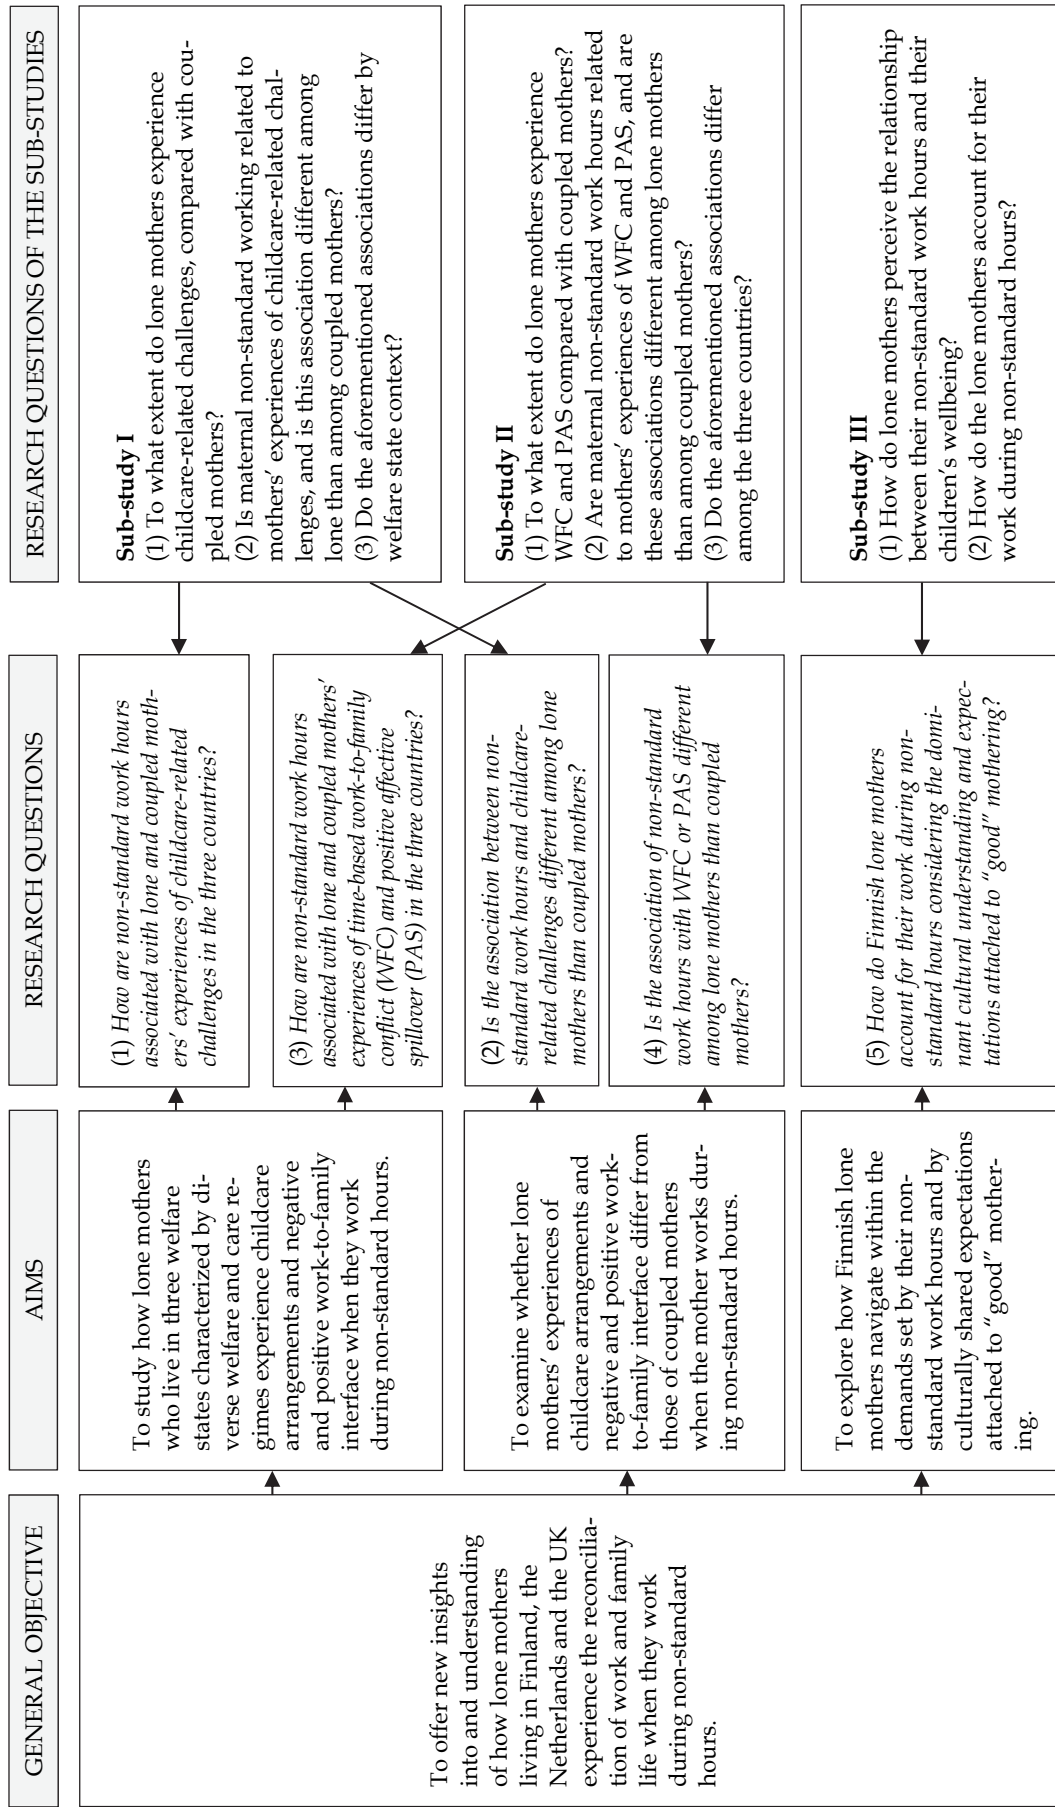 GENERAL OBJECTIVE
To offer new insights
into and understanding
of how lone mothers
living in Finland, the
Netherlands and the UK
experience the reconcilia-
tion of work and family
life when they work
during non-standard
hours.
AIMS
To study how lone mothers
who live in three welfare
states characterized by di-
verse welfare and care re-
gimes experience childcare
arrangements and negative
and positive work-to-family
interface when they work
during non-standard hours.
To examine whether lone
mothers’ experiences of
childcare arrangements and
negative and positive work-
to-family interface differ from
those of coupled mothers
when the mother works dur-
ing non-standard hours.
To explore how Finnish lone
mothers navigate within the
demands set by their non-
standard work hours and by
culturally shared expectations
attached to “good” mother-
ing.
RESEARCH QUESTIONS
(1) How are non-standard work hours
associated with lone and coupled moth-
ers’ experiences of childcare-related
challenges in the three countries?
(3) How are non-standard work hours
associated with lone and coupled mothers’
experiences of time-based work-to-family
conflict (WFC) and positive affective
spillover (PAS) in the three countries?
(2) Is the association between non-
standard work hours and childcare-
related challenges different among lone
mothers than coupled mothers?
(4) Is the association of non-standard
work hours with WFC or PAS different
among lone mothers than coupled
mothers?
(5) How do Finnish lone mothers
account for their work during non-
standard hours considering the domi-
nant cultural understanding and expec-
tations attached to “good” mothering?
RESEARCH QUESTIONS OF THE SUB-STUDIES
Sub-study I
(1) To what extent do lone mothers experience
childcare-related challenges, compared with cou-
pled mothers?
(2) Is maternal non-standard working related to
mothers’ experiences of childcare-related chal-
lenges, and is this association different among
lone than among coupled mothers?
(3) Do the aforementioned associations differ by
welfare state context?
Sub-study II
(1) To what extent do lone mothers experience
WFC and PAS compared with coupled mothers?
(2) Are maternal non-standard work hours related
to mothers’ experiences of WFC and PAS, and are
these associations different among lone mothers
than among coupled mothers?
(3) Do the aforementioned associations differ
among the three countries?
Sub-study III
(1) How do lone mothers perceive the relationship
between their non-standard work hours and their
children’s wellbeing?
(2) How do the lone mothers account for their
work during non-standard hours?